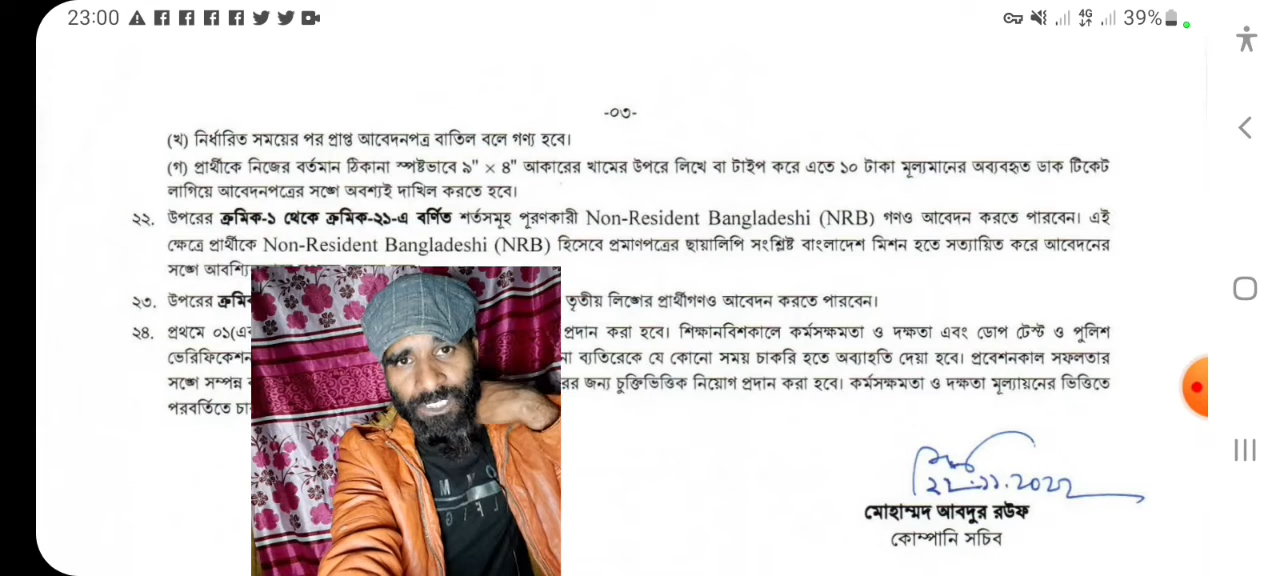 23:00
4G
39%
-০৩-
(খ) নির্ধারিত সময়ের পর প্রাপ্ত আবেদনপত্র বাতিল বলে গণ্য হবে।
(গ) প্রার্থীকে নিজের বর্তমান ঠিকানা স্পষ্টভাবে ৯" × ৪" আকারের খামের উপরে লিখে বা টাইপ করে এতে ১০ টাকা মূল্যমানের অব্যবহৃত ডাক টিকেট
লাগিয়ে আবেদনপত্রের সঙ্গে অবশ্যই দাখিল করতে হবে।
২২. উপরের ক্রমিক-১ থেকে ক্রমিক-২১-এ বর্ণিত শর্তসমূহ পূরণকারী Non-Resident Bangladeshi (NRB) গণও আবেদন করতে পারবেন। এই
ক্ষেত্রে প্রার্থীকে Non-Resident Bangladeshi (NRB) হিসেবে প্রমাণপত্রের ছায়ালিপি সংশ্লিষ্ট বাংলাদেশ মিশন হতে সত্যায়িত করে আবেদনের
সঙ্গে
২৩. উপরের তৃতীয় লিঙ্গের প্রার্থীগণও আবেদন করতে পারবেন।
২৪. প্রথমে ০১ প্রদান করা হবে। শিক্ষানবিশকালে কর্মসক্ষমতা ও দক্ষতা এবং ডোপ টেস্ট ও পুলিশ
ভেরিফিকেশন ব্যতিরেকে যে কোনো সময় চাকরি হতে অব্যাহতি দেয়া হবে। প্রবেশনকাল সফলতার
সঙ্গে সম্পন্ন জন্য চুক্তিভিত্তিক নিয়োগ প্রদান করা হবে। কর্মসক্ষমতা ও দক্ষতা মূল্যায়নের ভিত্তিতে
পরবর্তিতে
২২.১১.২০২২
মোহাম্মদ আবদুর রউফ
কোম্পানি সচিব